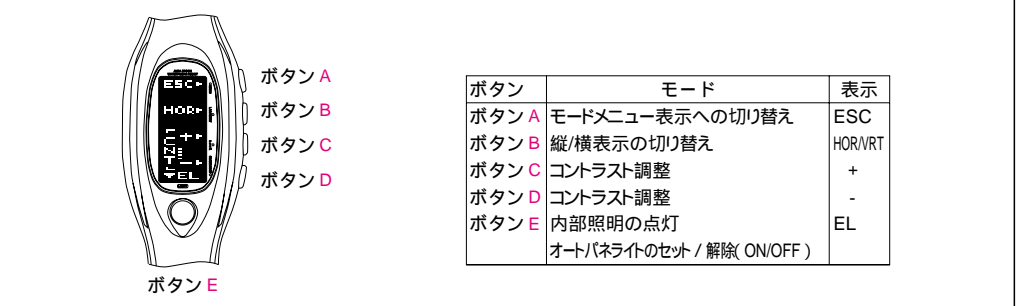 ESC
HOR
+
-
EL
ボタン A
ボタン B
ボタン C
ボタン D
ボタン E
ボタン モード 表示
ボタン A モードメニュー表示への切り替え ESC
ボタン B 縦/横表示の切り替え HOR/VRT
ボタン C コントラスト調整 +
ボタン D コントラスト調整 -
ボタン E 内部照明の点灯 EL
オートパネライトのセット / 解除( ON/OFF )